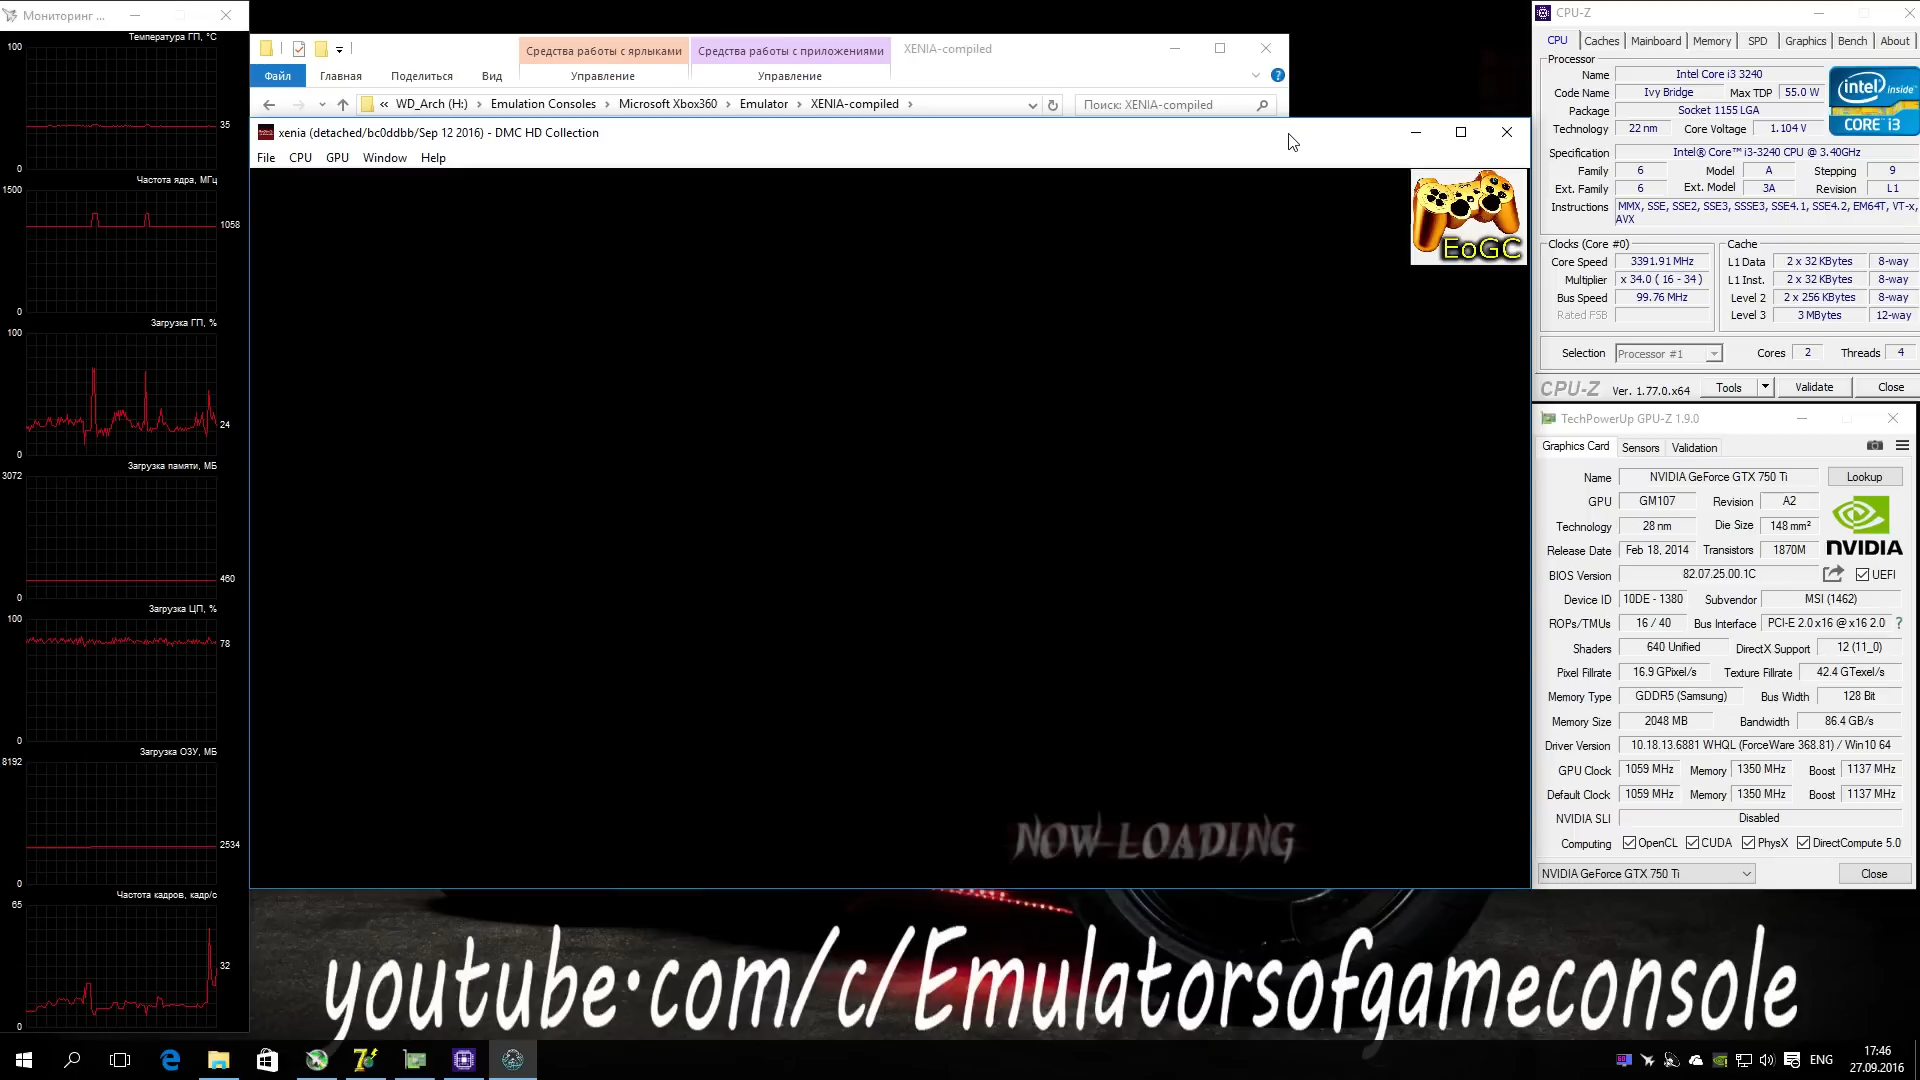 Мониторинг ...
Температура ГП, °C
100
35
0
Частота ядра, МГц
1500
1058
0
Загрузка ГП, %
100
24
0
Загрузка памяти, МБ
3072
460
0
Загрузка ЦП, %
100
78
0
Загрузка ОЗУ, МБ
8192
2534
0
Частота кадров, кадр/с
65
32
0
Средства работы с ярлыками
Средства работы с приложениями
XENIA-compiled
Файл Главная Поделиться Вид Управление Управление
« WD_Arch (H:) Emulation Consoles Microsoft Xbox360 Emulator XENIA-compiled
Поиск: XENIA-compiled
xenia (detached/bc0ddbb/Sep 12 2016) - DMC HD Collection
File CPU GPU Window Help
EoGC
NOW LOADING
CPU-Z
CPU Caches Mainboard Memory SPD Graphics Bench About
Processor
Name Intel Core i3 3240
Code Name Ivy Bridge Max TDP 55.0 W
Package Socket 1155 LGA
Technology 22 nm Core Voltage 1.104 V
intel inside™
CORE i3
Specification Intel® Core™ i3-3240 CPU @ 3.40GHz
Family 6 Model A Stepping 9
Ext. Family 6 Ext. Model 3A Revision L1
Instructions MMX, SSE, SSE2, SSE3, SSSE3, SSE4.1, SSE4.2, EM64T, VT-x,
AVX
Clocks (Core #0) Cache
Core Speed 3391.91 MHz L1 Data 2 x 32 KBytes 8-way
Multiplier x 34.0 ( 16 - 34 ) L1 Inst. 2 x 32 KBytes 8-way
Bus Speed 99.76 MHz Level 2 2 x 256 KBytes 8-way
Rated FSB Level 3 3 MBytes 12-way
Selection Processor #1 Cores 2 Threads 4
CPU-Z Ver. 1.77.0.x64 Tools Validate Close
TechPowerUp GPU-Z 1.9.0
Graphics Card Sensors Validation
Name NVIDIA GeForce GTX 750 Ti Lookup
GPU GM107 Revision A2
Technology 28 nm Die Size 148 mm²
Release Date Feb 18, 2014 Transistors 1870M
NVIDIA
BIOS Version 82.07.25.00.1C UEFI
Device ID 10DE - 1380 Subvendor MSI (1462)
ROPs/TMUs 16 / 40 Bus Interface PCI-E 2.0 x16 @ x16 2.0 ?
Shaders 640 Unified DirectX Support 12 (11_0)
Pixel Fillrate 16.9 GPixel/s Texture Fillrate 42.4 GTexel/s
Memory Type GDDR5 (Samsung) Bus Width 128 Bit
Memory Size 2048 MB Bandwidth 86.4 GB/s
Driver Version 10.18.13.6881 WHQL (ForceWare 368.81) / Win10 64
GPU Clock 1059 MHz Memory 1350 MHz Boost 1137 MHz
Default Clock 1059 MHz Memory 1350 MHz Boost 1137 MHz
NVIDIA SLI Disabled
Computing OpenCL CUDA PhysX DirectCompute 5.0
NVIDIA GeForce GTX 750 Ti Close
youtube.com/c/Emulatorsofgameconsole
ENG
17:46
27.09.2016